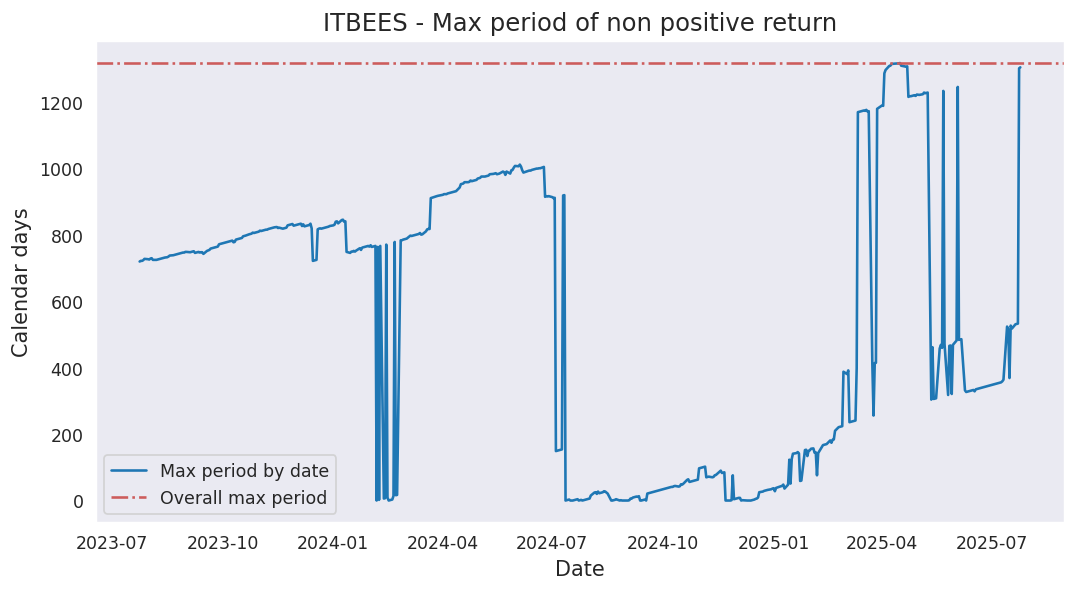 ITBEES - Max period of non positive return
Calendar days
1200
1000
800
600
400
200
0
Max period by date
Overall max period
2023-07 2023-10 2024-01 2024-04 2024-07 2024-10 2025-01 2025-04 2025-07
Date